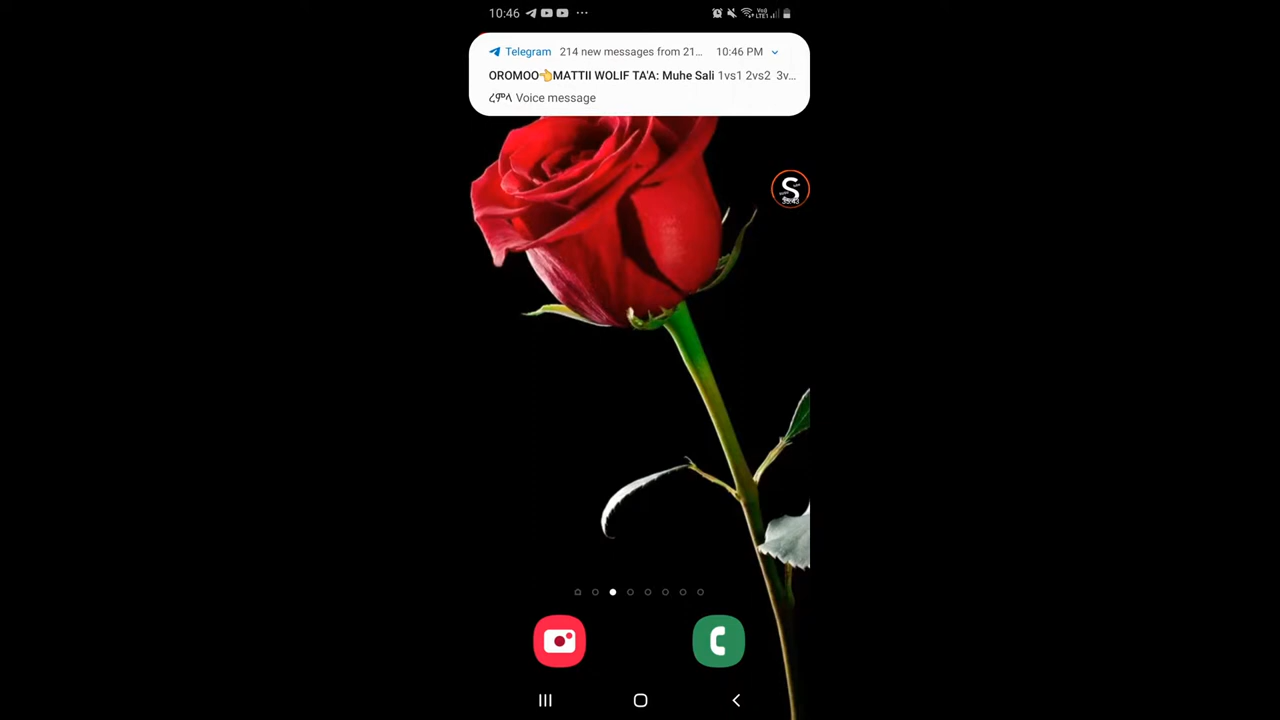 10:46
Telegram 214 new messages from 21... 10:46 PM
OROMOO👈MATTII WOLIF TA'A: Muhe Sali 1vs1 2vs2 3v...
ረምላ Voice message
S